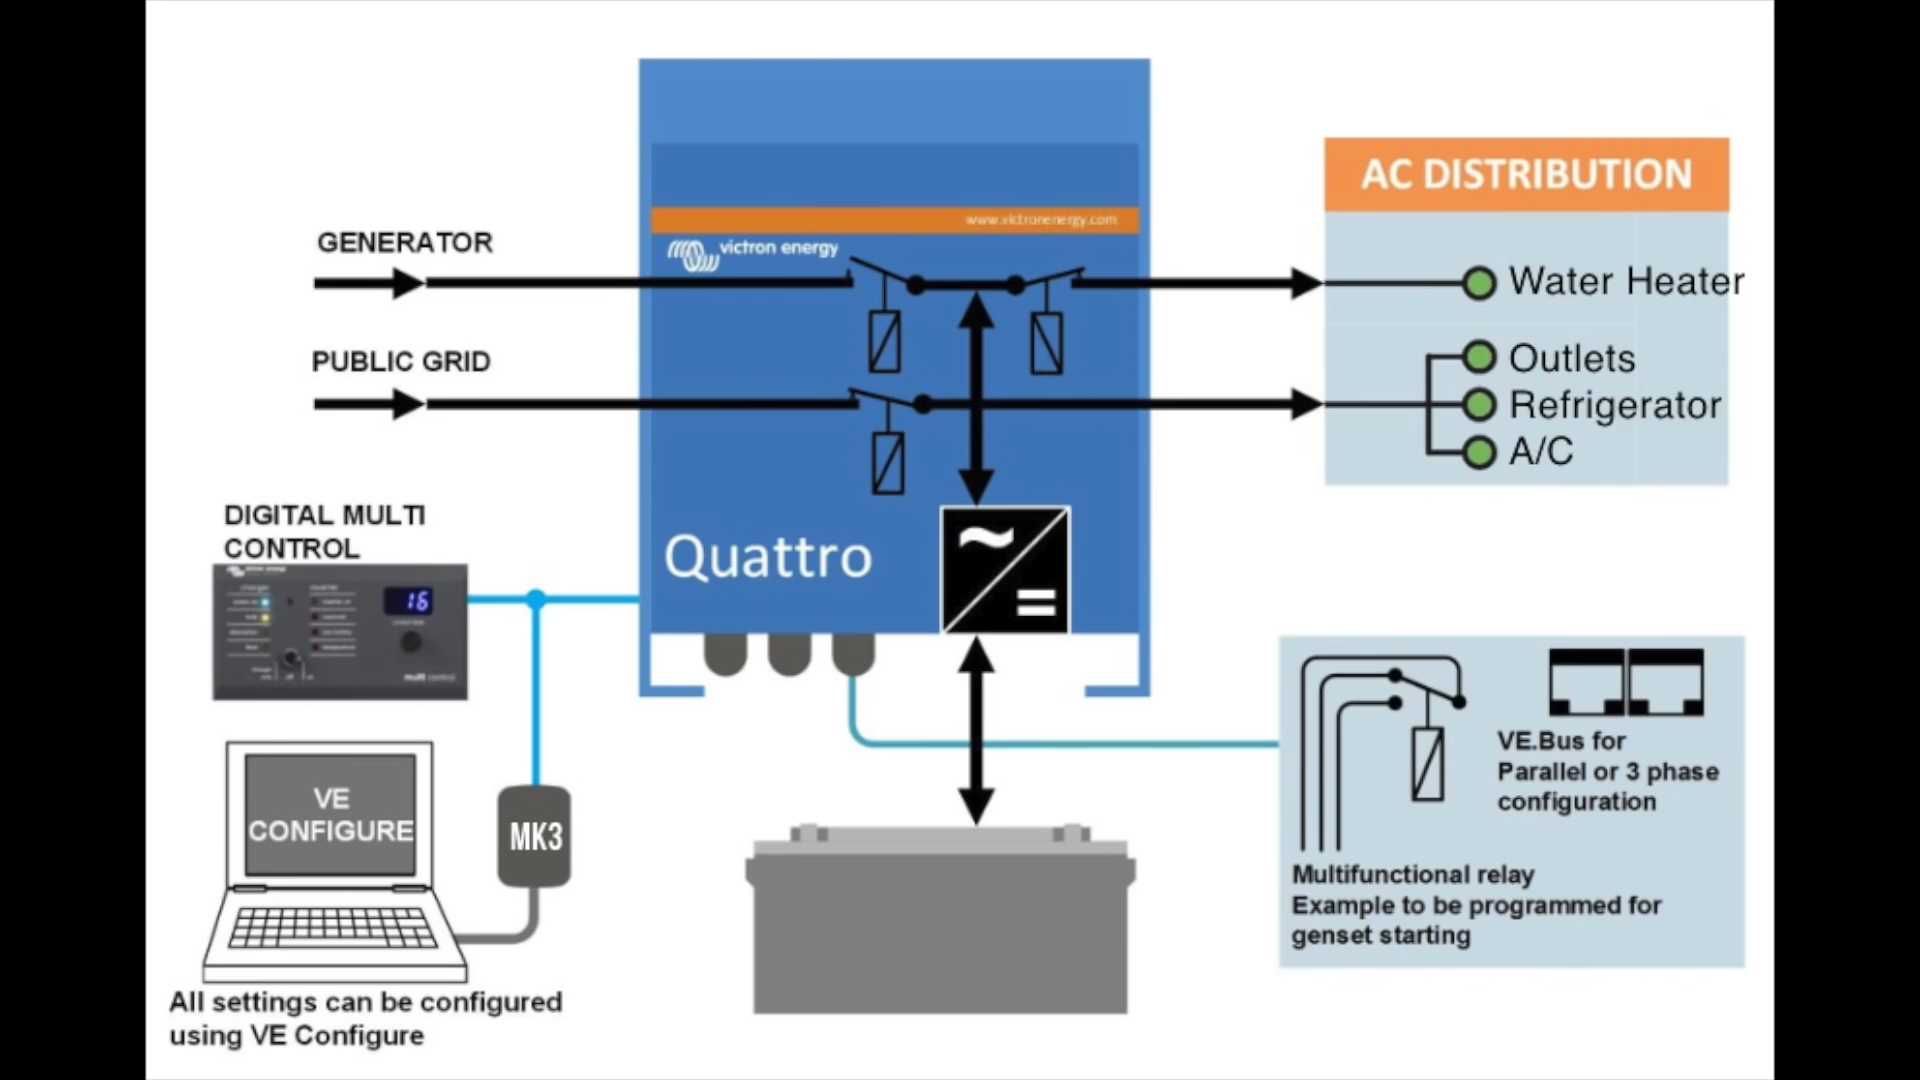 www.victronenergy.com
victron energy
GENERATOR
PUBLIC GRID
AC DISTRIBUTION
Water Heater
Outlets
Refrigerator
A/C
Quattro
DIGITAL MULTI
CONTROL
16
multi control
VE
CONFIGURE
MK3
All settings can be configured
using VE Configure
VE.Bus for
Parallel or 3 phase
configuration
Multifunctional relay
Example to be programmed for
genset starting